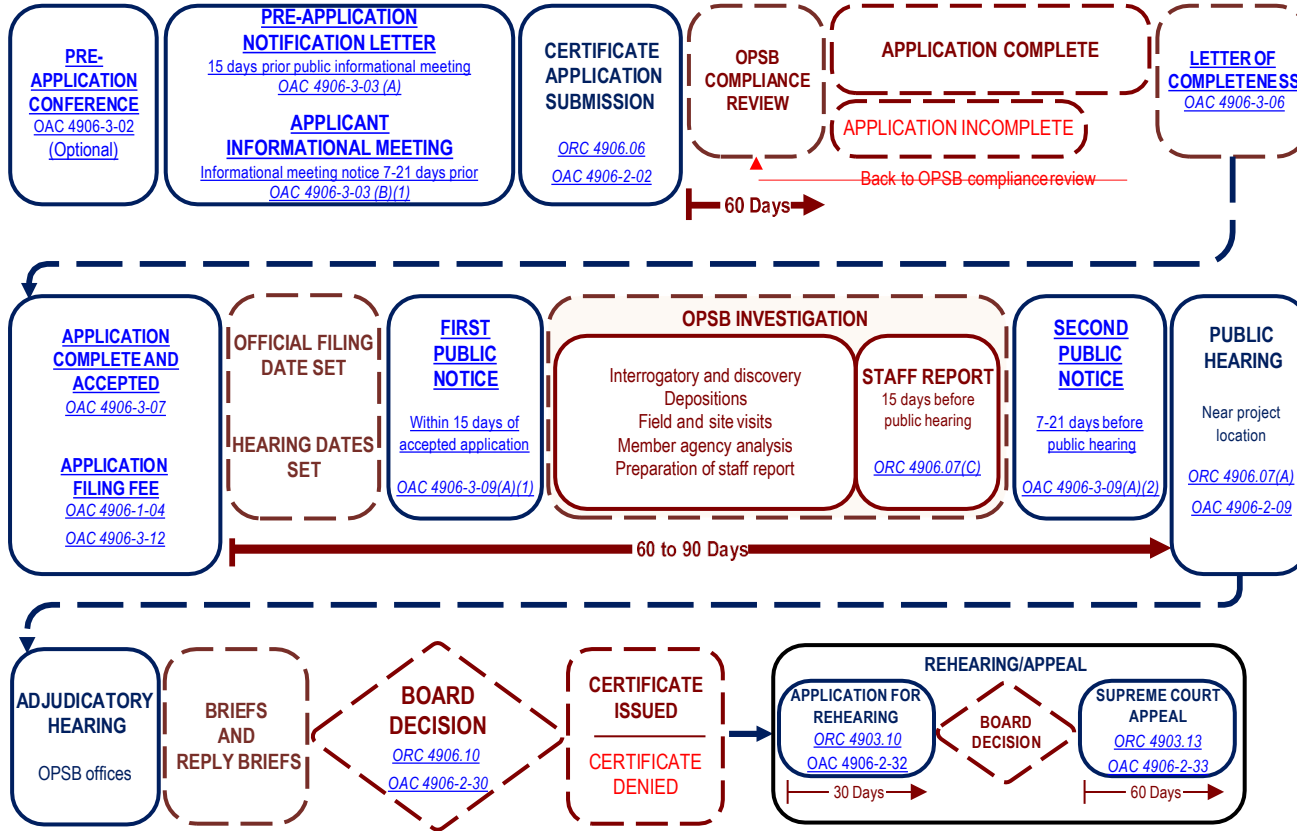 PRE-
APPLICATION
CONFERENCE
OAC 4906-3-02
(Optional)
PRE-APPLICATION
NOTIFICATION LETTER
15 days prior public informational meeting
OAC 4906-3-03 (A)
APPLICANT
INFORMATIONAL MEETING
Informational meeting notice 7-21 days prior
OAC 4906-3-03 (B)(1)
CERTIFICATE
APPLICATION
SUBMISSION
ORC 4906.06
OAC 4906-2-02
OPSB
COMPLIANCE
REVIEW
APPLICATION COMPLETE
APPLICATION INCOMPLETE
Back to OPSB compliance review
60 Days
LETTER OF
COMPLETENESS
OAC 4906-3-06
APPLICATION
COMPLETE AND
ACCEPTED
OAC 4906-3-07
APPLICATION
FILING FEE
OAC 4906-1-04
OAC 4906-3-12
OFFICIAL FILING
DATE SET
HEARING DATES
SET
FIRST
PUBLIC
NOTICE
Within 15 days of
accepted application
OAC 4906-3-09(A)(1)
OPSB INVESTIGATION
Interrogatory and discovery
Depositions
Field and site visits
Member agency analysis
Preparation of staff report
STAFF REPORT
15 days before
public hearing
ORC 4906.07(C)
SECOND
PUBLIC
NOTICE
7-21 days before
public hearing
OAC 4906-3-09(A)(2)
PUBLIC
HEARING
Near project
location
ORC 4906.07(A)
OAC 4906-2-09
60 to 90 Days
ADJUDICATORY
HEARING
OPSB offices
BRIEFS
AND
REPLY BRIEFS
BOARD
DECISION
ORC 4906.10
OAC 4906-2-30
CERTIFICATE
ISSUED
CERTIFICATE
DENIED
REHEARING/APPEAL
APPLICATION FOR
REHEARING
ORC 4903.10
OAC 4906-2-32
30 Days
BOARD
DECISION
SUPREME COURT
APPEAL
ORC 4903.13
OAC 4906-2-33
60 Days